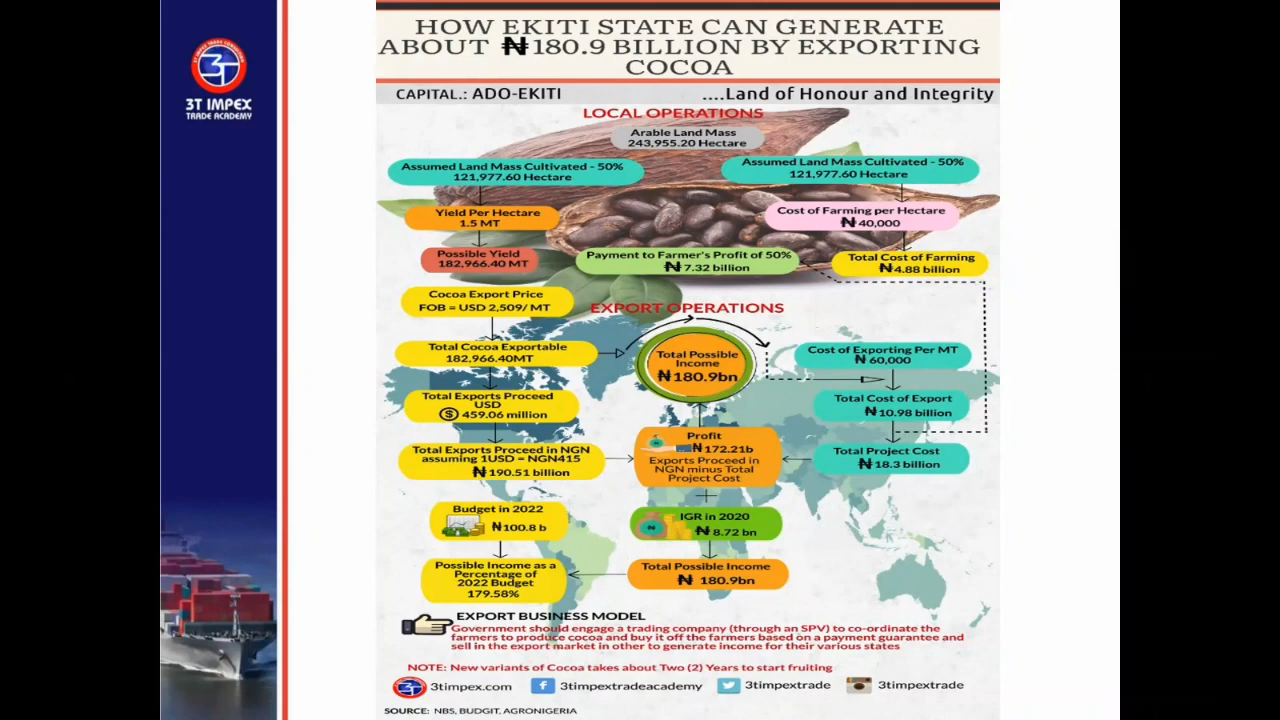 3T IMPEX TRADE CONSULTING
3T
3T IMPEX
TRADE ACADEMY
HOW EKITI STATE CAN GENERATE
ABOUT ₦180.9 BILLION BY EXPORTING
COCOA
CAPITAL.: ADO-EKITI
....Land of Honour and Integrity
LOCAL OPERATIONS
Arable Land Mass
243,955.20 Hectare
Assumed Land Mass Cultivated - 50%
121,977.60 Hectare
Assumed Land Mass Cultivated - 50%
121,977.60 Hectare
Yield Per Hectare
1.5 MT
Cost of Farming per Hectare
₦ 40,000
Possible Yield
182,966.40 MT
Payment to Farmer's Profit of 50%
₦ 7.32 billion
Total Cost of Farming
₦ 4.88 billion
Cocoa Export Price
FOB = USD 2,509/ MT
EXPORT OPERATIONS
Total Cocoa Exportable
182,966.40MT
Total Possible
Income
₦180.9bn
Cost of Exporting Per MT
₦ 60,000
Total Exports Proceed
USD
$ 459.06 million
Total Cost of Export
₦ 10.98 billion
Total Exports Proceed in NGN
assuming 1USD = NGN415
₦ 190.51 billion
Profit
₦ 172.21b
Exports Proceed in
NGN minus Total
Project Cost
Total Project Cost
₦ 18.3 billion
Budget in 2022
₦100.8 b
IGR in 2020
₦ 8.72 bn
Possible Income as a
Percentage of
2022 Budget
179.58%
Total Possible Income
₦ 180.9bn
EXPORT BUSINESS MODEL
Government should engage a trading company (through an SPV) to co-ordinate the
farmers to produce cocoa and buy it off the farmers based on a payment guarantee and
sell in the export market in other to generate income for their various states
NOTE: New variants of Cocoa takes about Two (2) Years to start fruiting
3T 3timpex.com f 3timpextradeacademy 3timpextrade 3timpextrade
SOURCE: NBS, BUDGIT, AGRONIGERIA